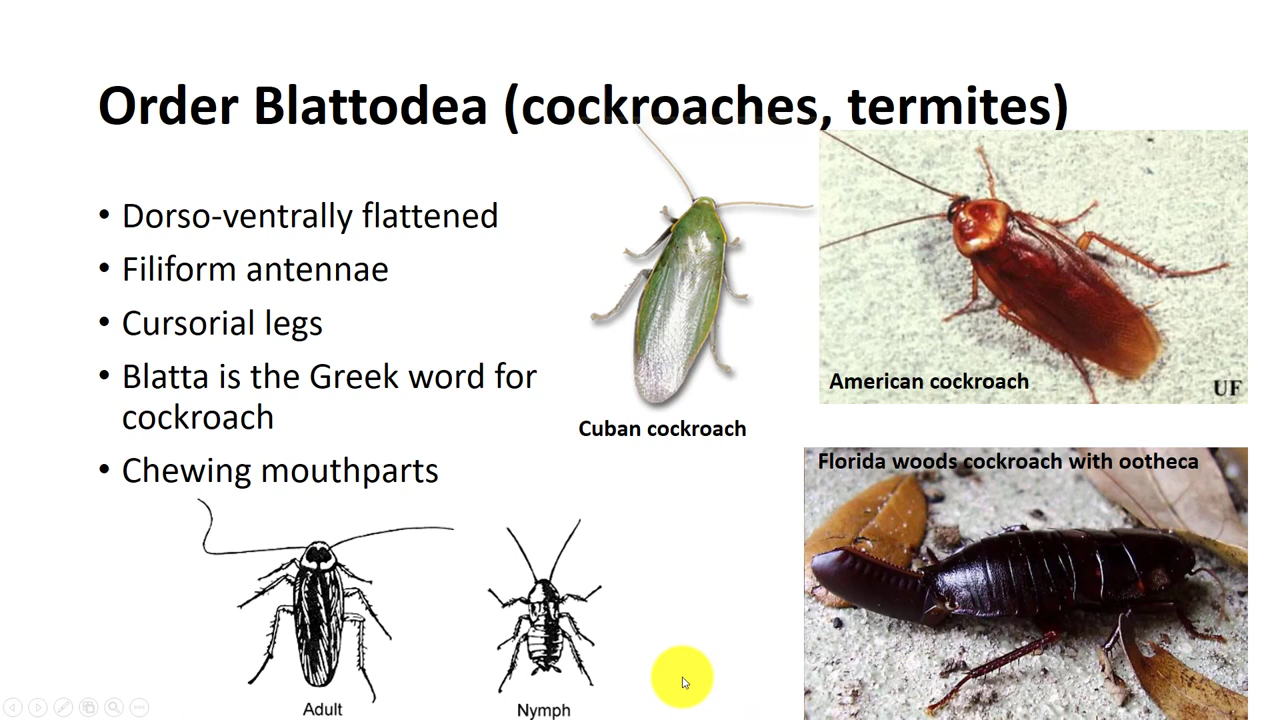 Order Blattodea (cockroaches, termites)
• Dorso-ventrally flattened
• Filiform antennae
• Cursorial legs
• Blatta is the Greek word for
cockroach
• Chewing mouthparts
Cuban cockroach
American cockroach
UF
Florida woods cockroach with ootheca
Adult
Nymph